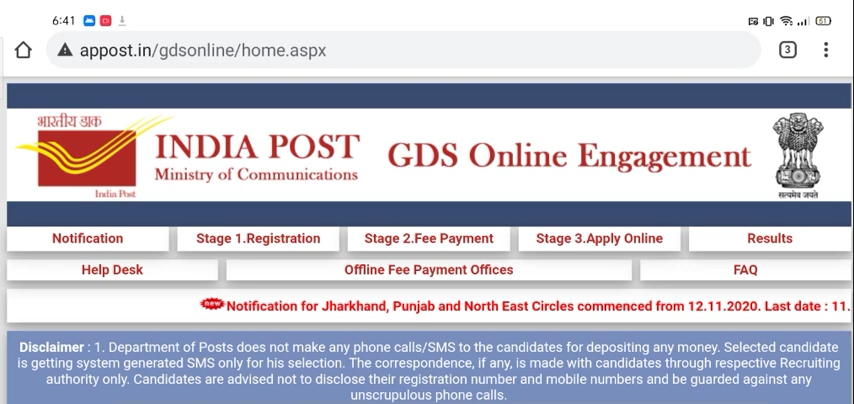 6:41
51
appost.in/gdsonline/home.aspx
3
भारतीय डाक
India Post
INDIA POST
Ministry of Communications
GDS Online Engagement
सत्यमेव जयते
Notification
Stage 1.Registration
Stage 2.Fee Payment
Stage 3.Apply Online
Results
Help Desk
Offline Fee Payment Offices
FAQ
new Notification for Jharkhand, Punjab and North East Circles commenced from 12.11.2020. Last date : 11.
Disclaimer : 1. Department of Posts does not make any phone calls/SMS to the candidates for depositing any money. Selected candidate
is getting system generated SMS only for his selection. The correspondence, if any, is made with candidates through respective Recruiting
authority only. Candidates are advised not to disclose their registration number and mobile numbers and be guarded against any
unscrupulous phone calls.